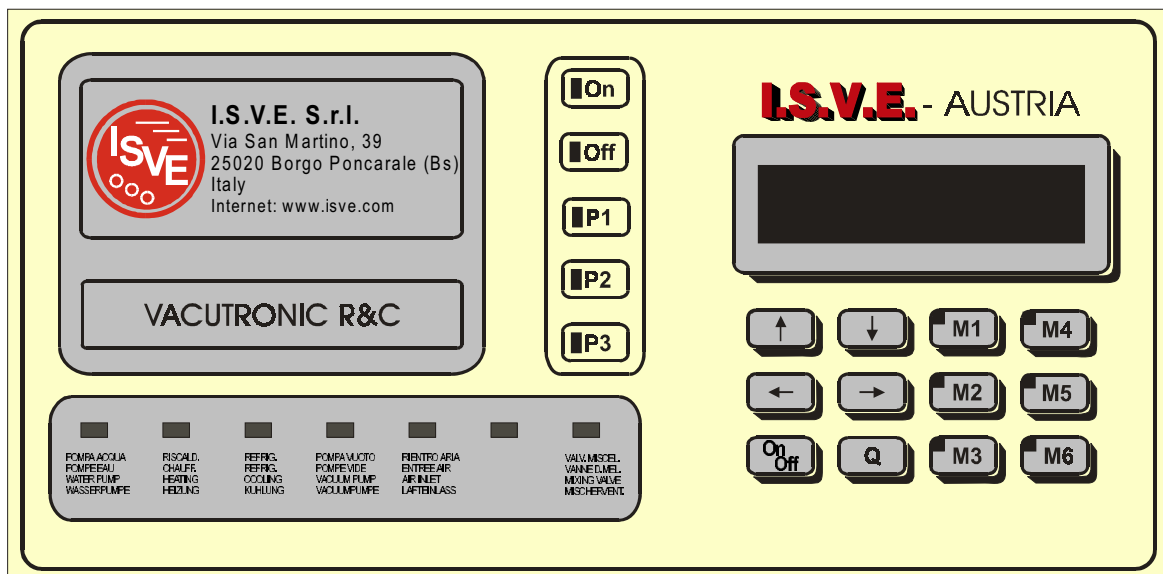 ISVE
I.S.V.E. S.r.l.
Via San Martino, 39
25020 Borgo Poncarale (Bs)
Italy
Internet: www.isve.com
VACUTRONIC R&C
On
Off
P1
P2
P3
I.S.V.E. - AUSTRIA
↑ ↓ M1 M4
← → M2 M5
On Off Q M3 M6
POMPA ACQUA
POMPE EAU
WATER PUMP
WASSERPUMPE
RISCALD.
CHAUFF.
HEATING
HEIZUNG
REFRIG.
REFRIG.
COOLING
KUHLUNG
POMPA VUOTO
POMPE VIDE
VACUUM PUMP
VACUUMPUMPE
RIENTRO ARIA
ENTREE AIR
AIR INLET
LAFTEINLASS
VALV. MISCEL.
VANNE D.MEL.
MIXING VALVE
MISCHERVENT.